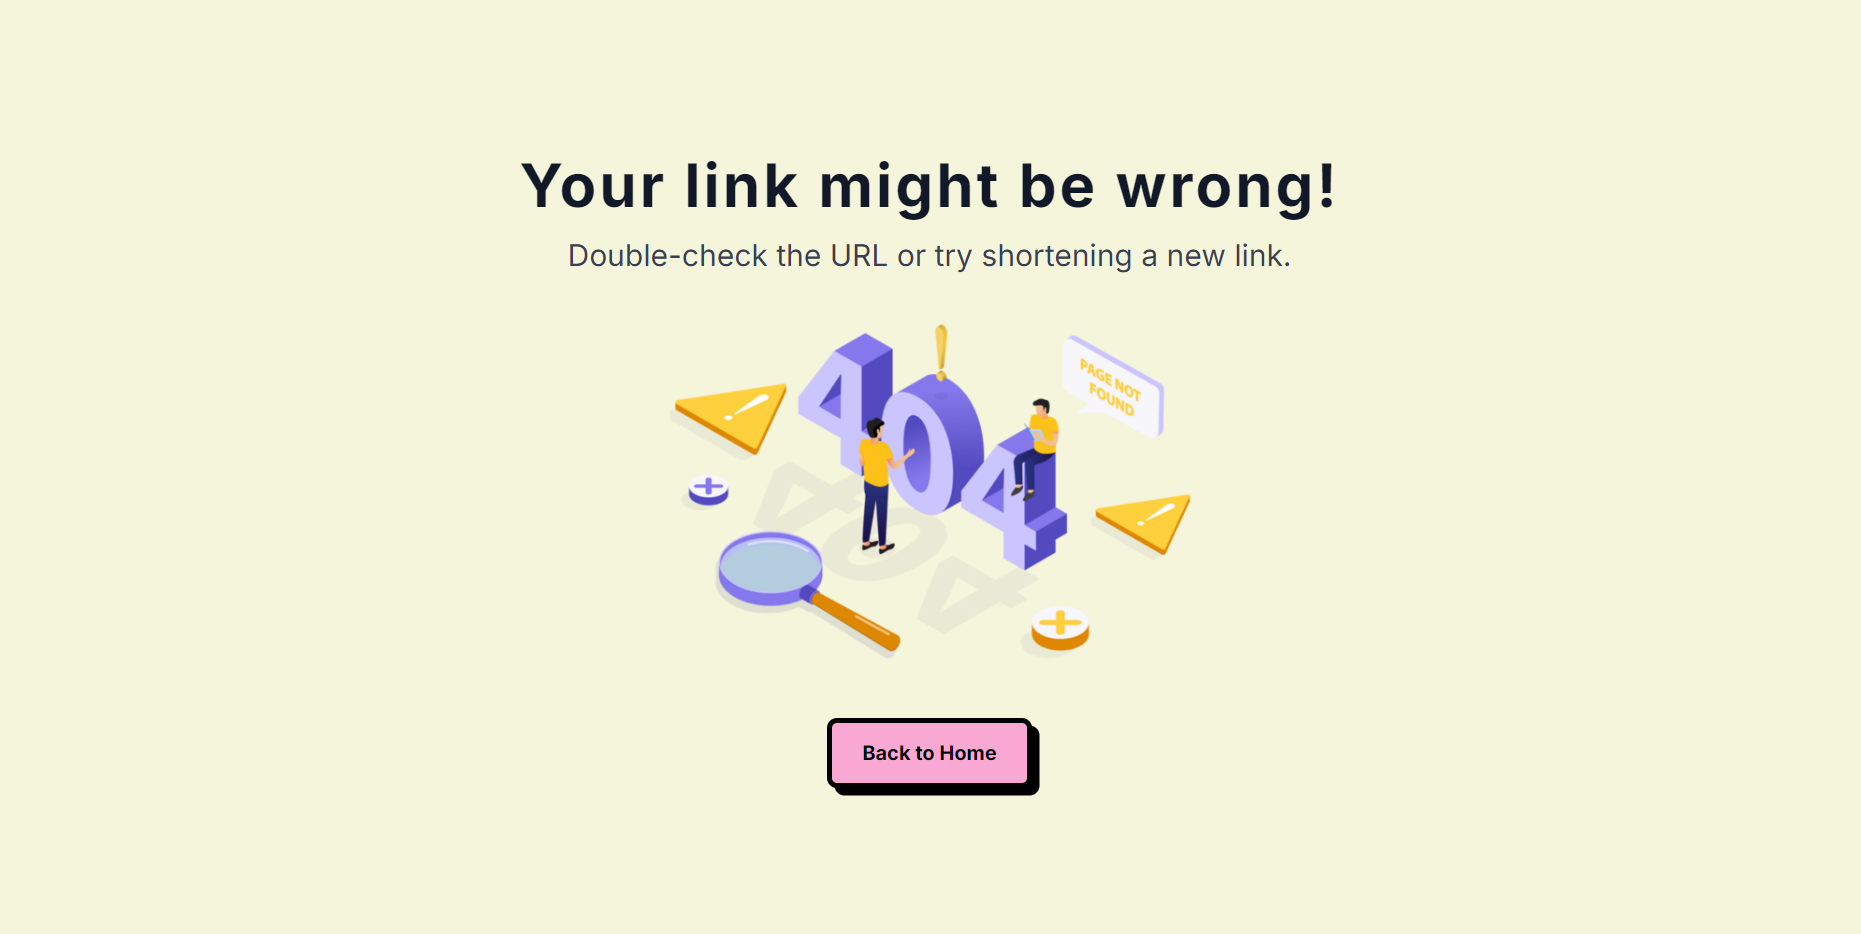 Your link might be wrong!
Double-check the URL or try shortening a new link.
404
PAGE NOT
FOUND
Back to Home